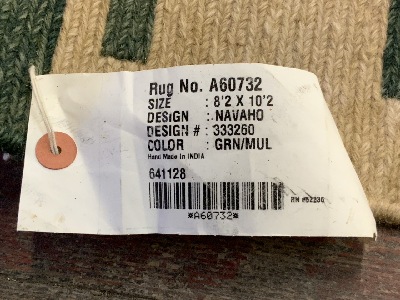 Rug No. A60732
SIZE : 8'2 X 10'2
DESIGN : NAVAHO
DESIGN # : 333260
COLOR : GRN/MUL
Hand Made In INDIA
641128
*A60732*